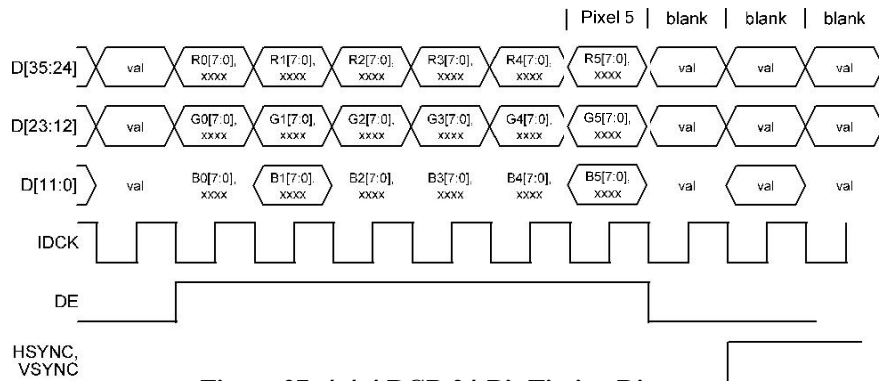 Pixel 5 blank blank blank
D[35:24] val R0[7:0], xxxx R1[7:0], xxxx R2[7:0], xxxx R3[7:0], xxxx R4[7:0], xxxx R5[7:0], xxxx val val val
D[23:12] val G0[7:0], xxxx G1[7:0], xxxx G2[7:0], xxxx G3[7:0], xxxx G4[7:0], xxxx G5[7:0], xxxx val val val
D[11:0] val B0[7:0], xxxx B1[7:0], xxxx B2[7:0], xxxx B3[7:0], xxxx B4[7:0], xxxx B5[7:0], xxxx val val val
IDCK
DE
HSYNC,
VSYNC